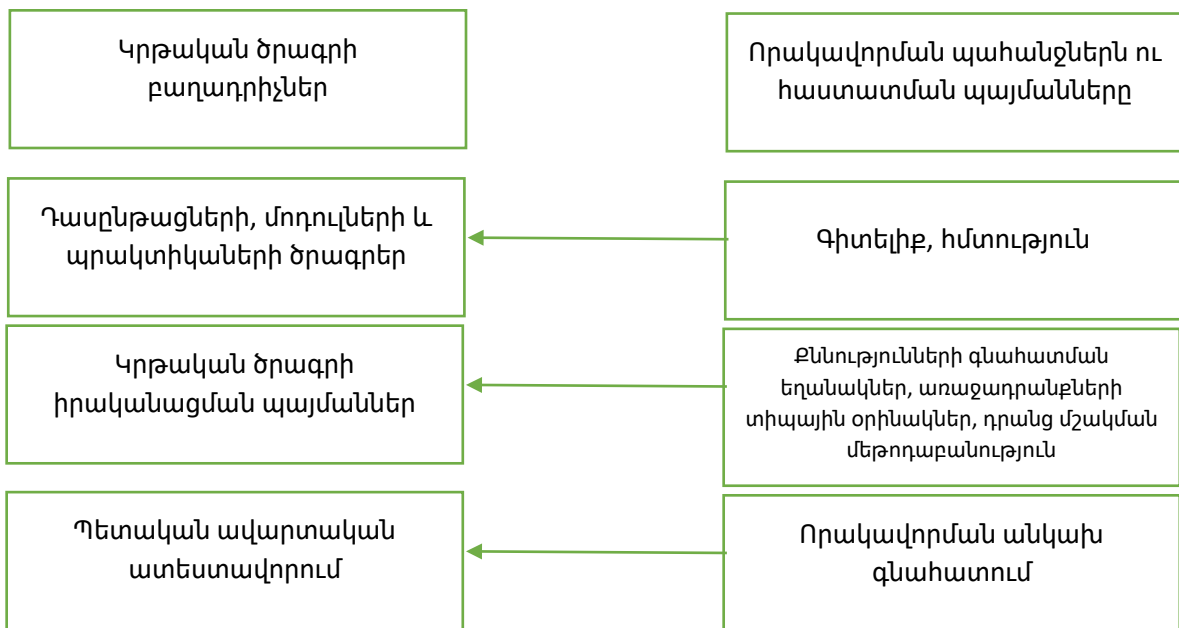 Կրթական ծրագրի
բաղադրիչներ
Որակավորման պահանջներն ու
հաստատման պայմանները
Դասընթացների, մոդուլների և
պրակտիկաների ծրագրեր
Գիտելիք, հմտություն
Կրթական ծրագրի
իրականացման պայմաններ
Քննությունների գնահատման
եղանակներ, առաջադրանքների
տիպային օրինակներ, դրանց մշակման
մեթոդաբանություն
Պետական ավարտական
ատեստավորում
Որակավորման անկախ
գնահատում